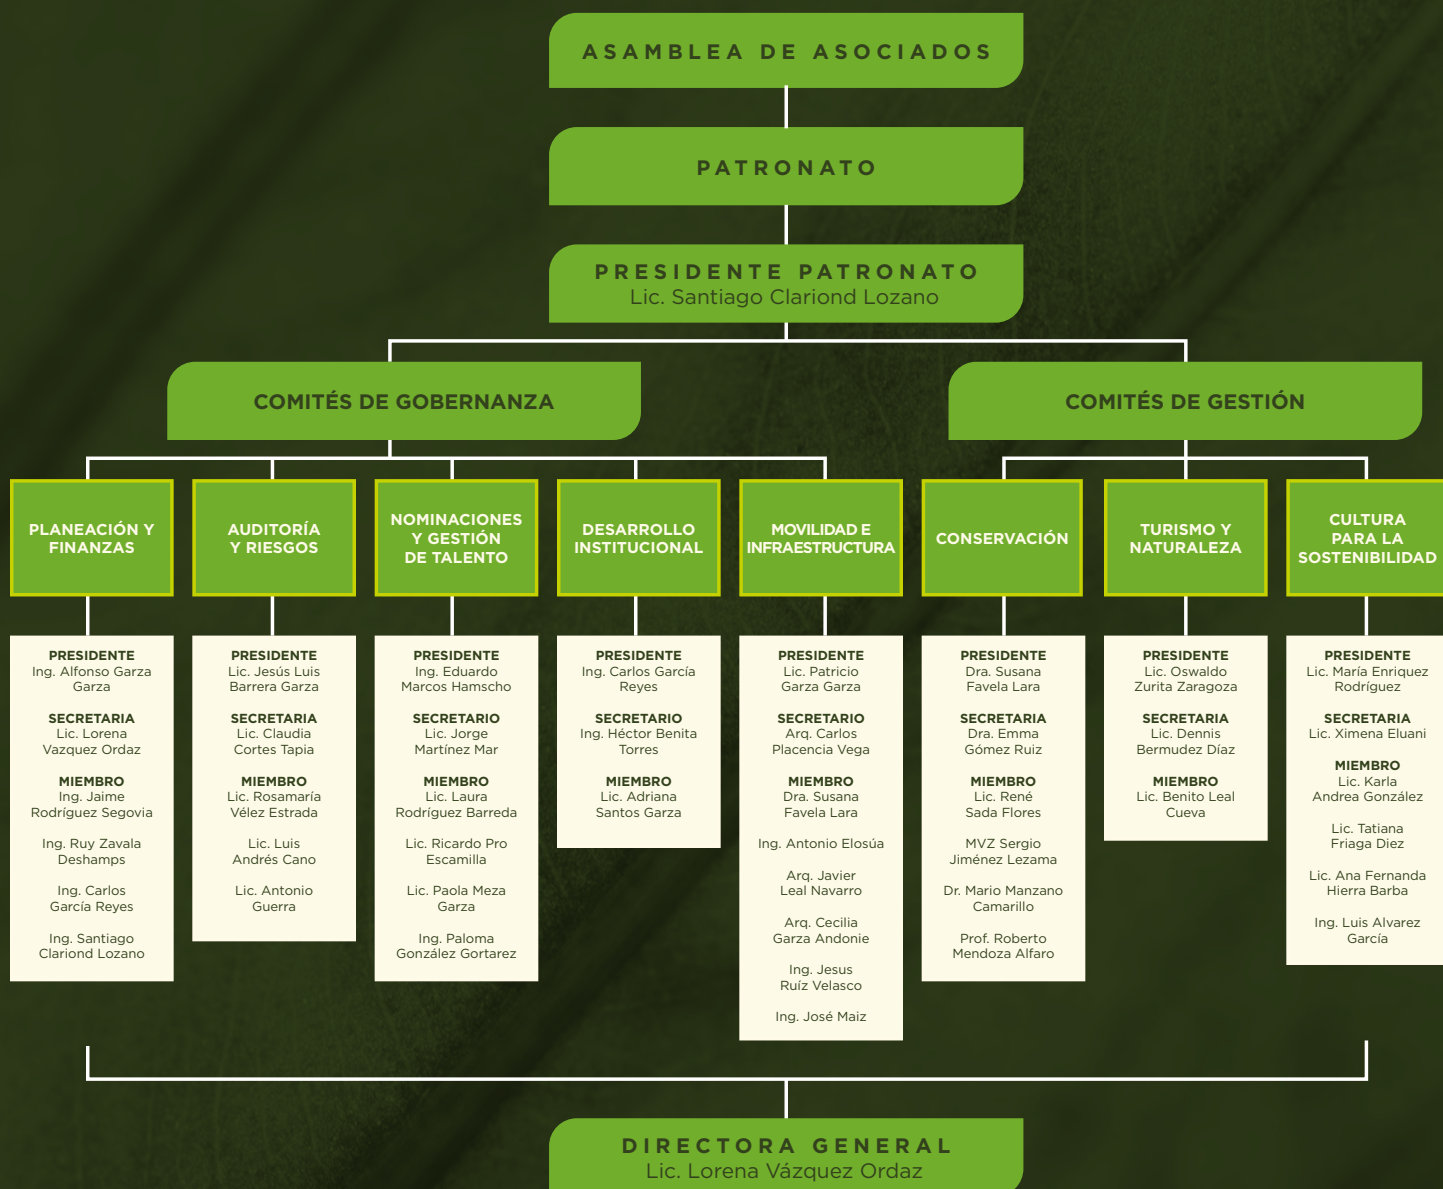 ASAMBLEA DE ASOCIADOS
PATRONATO
PRESIDENTE PATRONATO
Lic. Santiago Clariond Lozano
COMITÉS DE GOBERNANZA
COMITÉS DE GESTIÓN
PLANEACIÓN Y
FINANZAS
AUDITORÍA
Y RIESGOS
NOMINACIONES
Y GESTIÓN
DE TALENTO
DESARROLLO
INSTITUCIONAL
MOVILIDAD E
INFRAESTRUCTURA
CONSERVACIÓN
TURISMO Y
NATURALEZA
CULTURA
PARA LA
SOSTENIBILIDAD
PRESIDENTE
Ing. Alfonso Garza
Garza
SECRETARIA
Lic. Lorena
Vazquez Ordaz
MIEMBRO
Ing. Jaime
Rodríguez Segovia
Ing. Ruy Zavala
Deshamps
Ing. Carlos
García Reyes
Ing. Santiago
Clariond Lozano
PRESIDENTE
Lic. Jesús Luis
Barrera Garza
SECRETARIA
Lic. Claudia
Cortes Tapia
MIEMBRO
Lic. Rosamaría
Vélez Estrada
Lic. Luis
Andrés Cano
Lic. Antonio
Guerra
PRESIDENTE
Ing. Eduardo
Marcos Hamscho
SECRETARIO
Lic. Jorge
Martínez Mar
MIEMBRO
Lic. Laura
Rodríguez Barreda
Lic. Ricardo Pro
Escamilla
Lic. Paola Meza
Garza
Ing. Paloma
González Gortarez
PRESIDENTE
Ing. Carlos García
Reyes
SECRETARIO
Ing. Héctor Benita
Torres
MIEMBRO
Lic. Adriana
Santos Garza
PRESIDENTE
Lic. Patricio
Garza Garza
SECRETARIO
Arq. Carlos
Placencia Vega
MIEMBRO
Dra. Susana
Favela Lara
Ing. Antonio Elosúa
Arq. Javier
Leal Navarro
Arq. Cecilia
Garza Andonie
Ing. Jesus
Ruíz Velasco
Ing. José Maiz
PRESIDENTE
Dra. Susana
Favela Lara
SECRETARIA
Dra. Emma
Gómez Ruiz
MIEMBRO
Lic. René
Sada Flores
MVZ Sergio
Jiménez Lezama
Dr. Mario Manzano
Camarillo
Prof. Roberto
Mendoza Alfaro
PRESIDENTE
Lic. Oswaldo
Zurita Zaragoza
SECRETARIA
Lic. Dennis
Bermudez Díaz
MIEMBRO
Lic. Benito Leal
Cueva
PRESIDENTE
Lic. María Enriquez
Rodríguez
SECRETARIA
Lic. Ximena Eluani
MIEMBRO
Lic. Karla
Andrea González
Lic. Tatiana
Friaga Diez
Lic. Ana Fernanda
Hierra Barba
Ing. Luis Alvarez
García
DIRECTORA GENERAL
Lic. Lorena Vázquez Ordaz